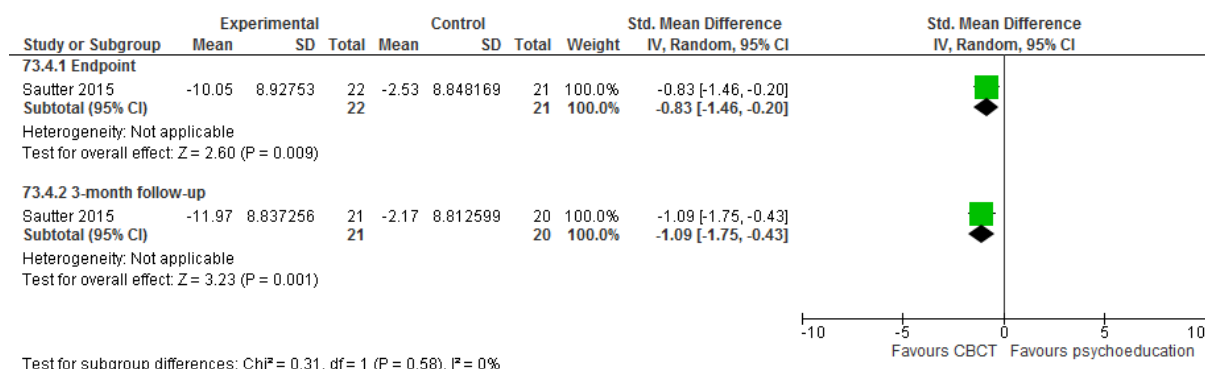 Experimental Control Std. Mean Difference Std. Mean Difference
Study or Subgroup Mean SD Total Mean SD Total Weight IV, Random, 95% CI IV, Random, 95% CI
73.4.1 Endpoint
Sautter 2015 -10.05 8.92753 22 -2.53 8.848169 21 100.0% -0.83 [-1.46, -0.20]
Subtotal (95% CI) 22 21 100.0% -0.83 [-1.46, -0.20]
Heterogeneity: Not applicable
Test for overall effect: Z = 2.60 (P = 0.009)
73.4.2 3-month follow-up
Sautter 2015 -11.97 8.837256 21 -2.17 8.812599 20 100.0% -1.09 [-1.75, -0.43]
Subtotal (95% CI) 21 20 100.0% -1.09 [-1.75, -0.43]
Heterogeneity: Not applicable
Test for overall effect: Z = 3.23 (P = 0.001)
-10 -5 0 5 10
Favours CBCT Favours psychoeducation
Test for subgroup differences: Chi² = 0.31, df = 1 (P = 0.58), I² = 0%